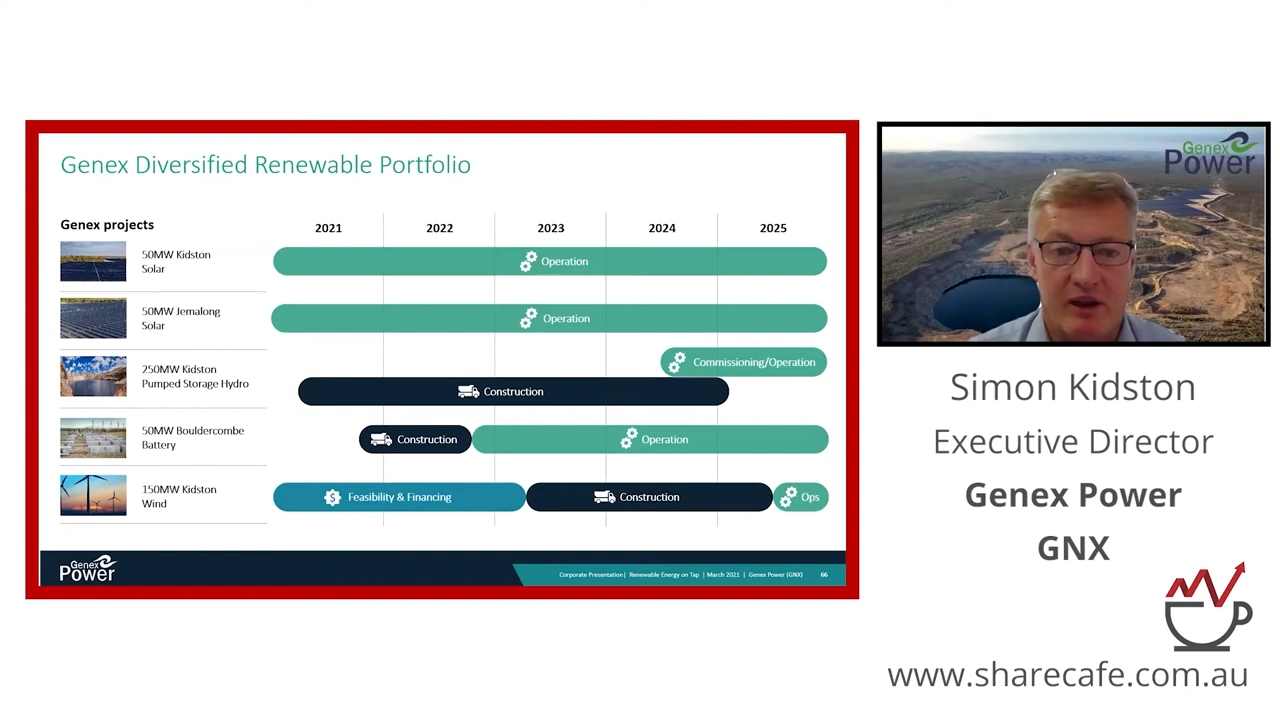 Genex Diversified Renewable Portfolio
Genex projects
2021
2022
2023
2024
2025
50MW Kidston
Solar
Operation
50MW Jemalong
Solar
Operation
250MW Kidston
Pumped Storage Hydro
Commissioning/Operation
Construction
50MW Bouldercombe
Battery
Construction
Operation
150MW Kidston
Wind
Feasibility & Financing
Construction
Ops
Genex
Power
Corporate Presentation | Renewable Energy on Tap | March 2021 | Genex Power (GNX) 66
Genex
Power
Simon Kidston
Executive Director
Genex Power
GNX
www.sharecafe.com.au